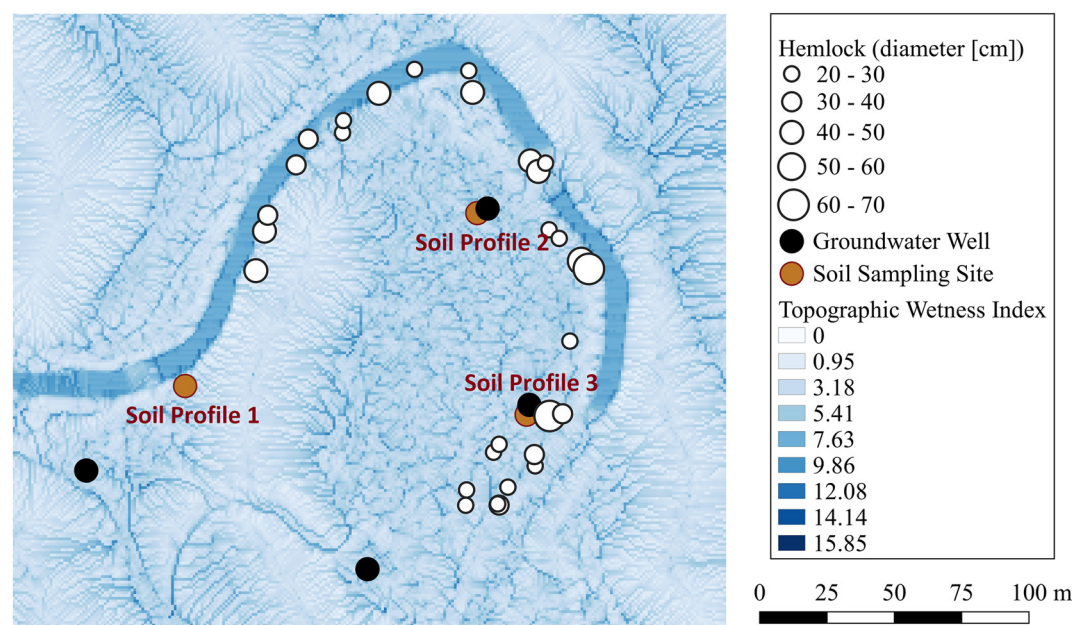 Soil Profile 2
Soil Profile 3
Soil Profile 1
Hemlock (diameter [cm])
20 - 30
30 - 40
40 - 50
50 - 60
60 - 70
Groundwater Well
Soil Sampling Site
Topographic Wetness Index
0
0.95
3.18
5.41
7.63
9.86
12.08
14.14
15.85
0 25 50 75 100 m